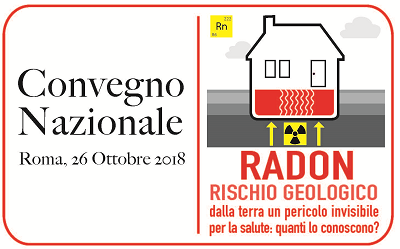 Convegno
Nazionale
Roma, 26 Ottobre 2018
222
Rn
86
RADON
RISCHIO GEOLOGICO
dalla terra un pericolo invisibile
per la salute: quanti lo conoscono?